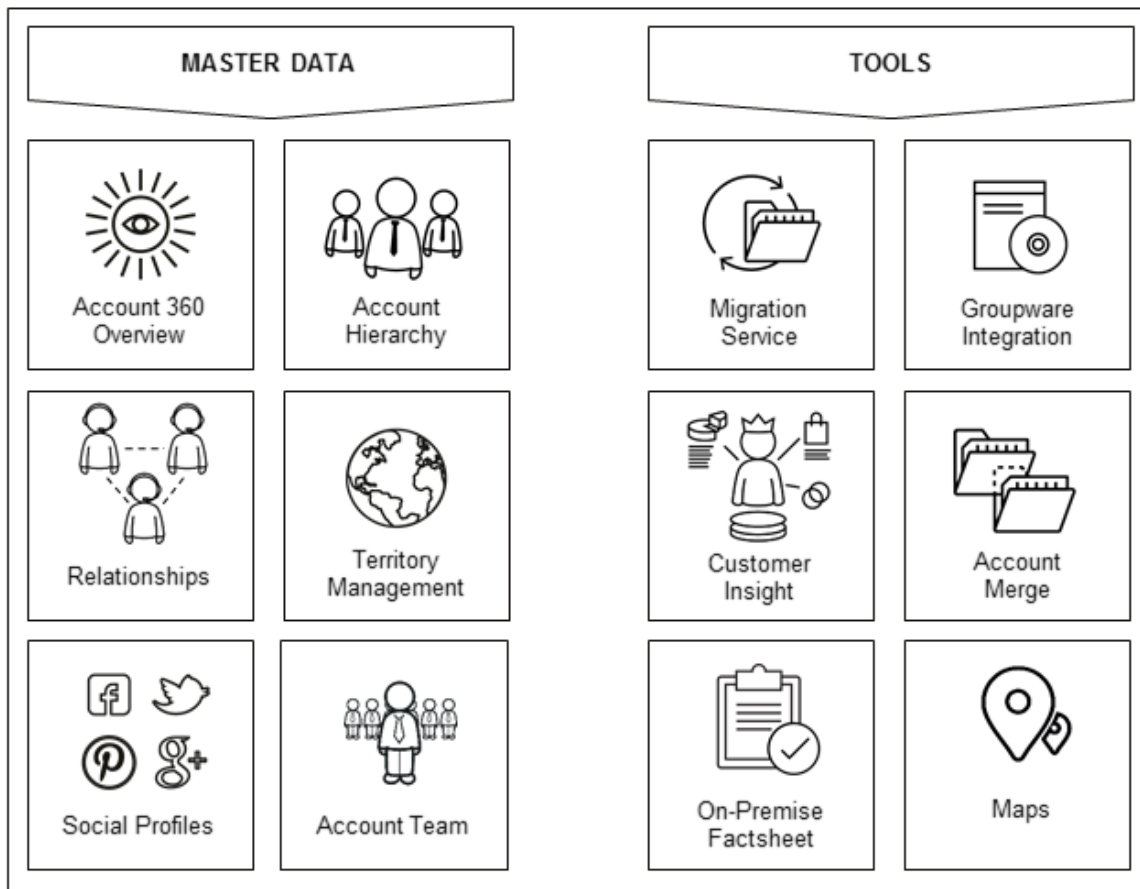 MASTER DATA
TOOLS
Account 360
Overview
Account
Hierarchy
Migration
Service
Groupware
Integration
Relationships
Territory
Management
Customer
Insight
Account
Merge
Social Profiles
Account Team
On-Premise
Factsheet
Maps